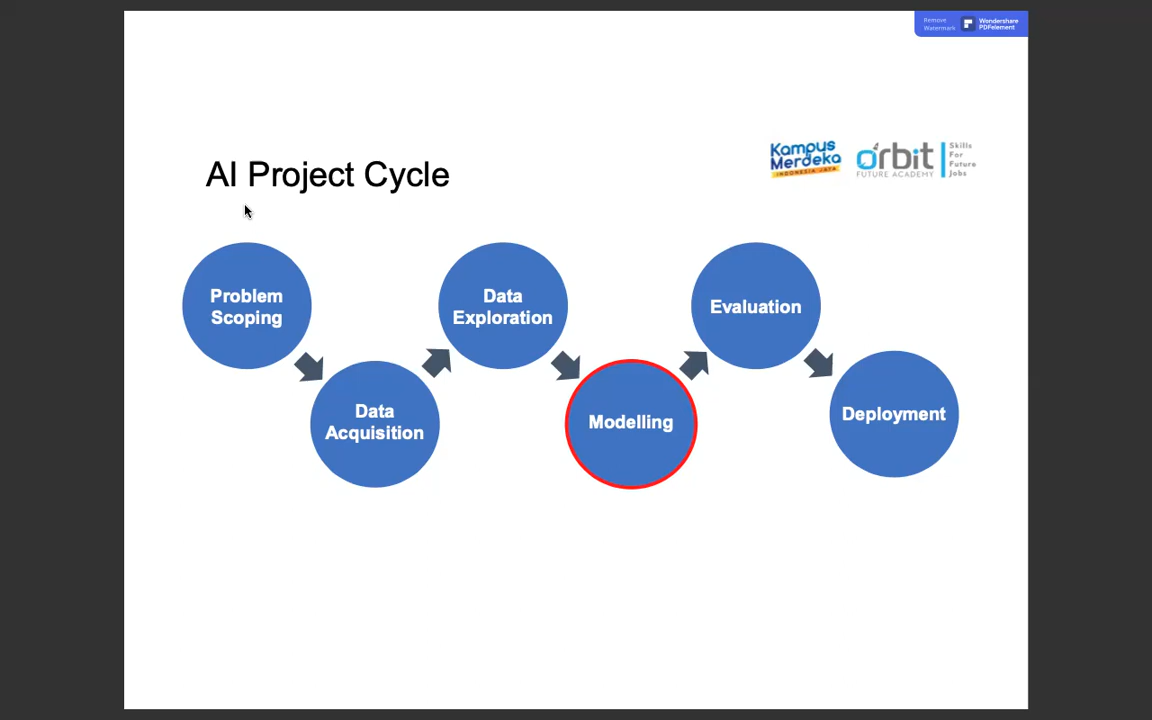 Remove
Watermark
Wondershare
PDFelement
AI Project Cycle
Kampus
Merdeka
INDONESIA JAYA
orbit
FUTURE ACADEMY
Skills
For
Future
Jobs
Problem
Scoping
Data
Acquisition
Data
Exploration
Modelling
Evaluation
Deployment